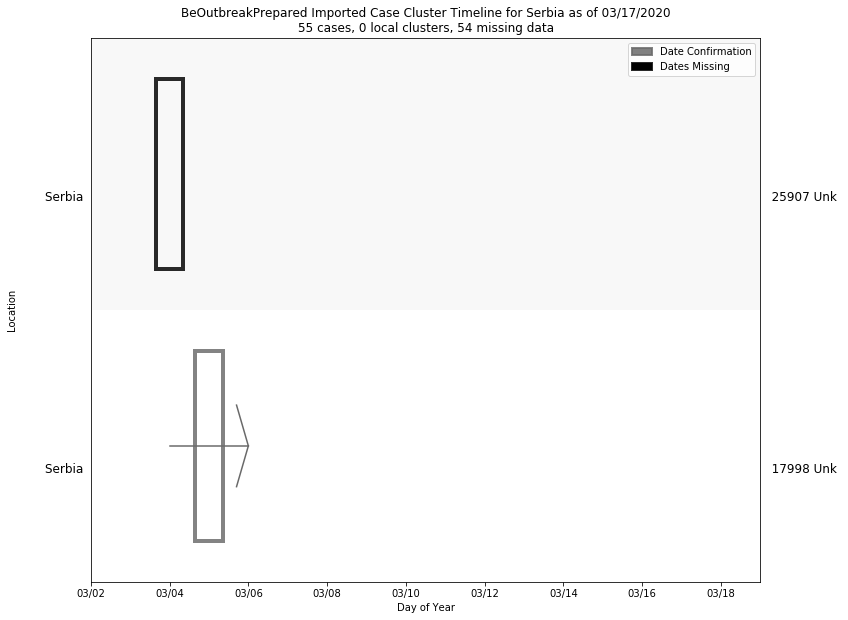 BeOutbreakPrepared Imported Case Cluster Timeline for Serbia as of 03/17/2020
55 cases, 0 local clusters, 54 missing data
Date Confirmation
Dates Missing
Serbia
25907 Unk
Location
Serbia
17998 Unk
03/02 03/04 03/06 03/08 03/10 03/12 03/14 03/16 03/18
Day of Year